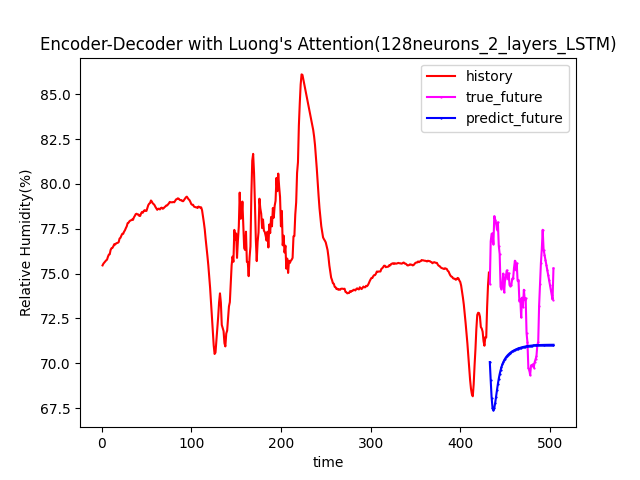 Encoder-Decoder with Luong's Attention(128neurons_2_layers_LSTM)
history
true_future
predict_future
Relative Humidity(%)
85.0
82.5
80.0
77.5
75.0
72.5
70.0
67.5
0 100 200 300 400 500
time